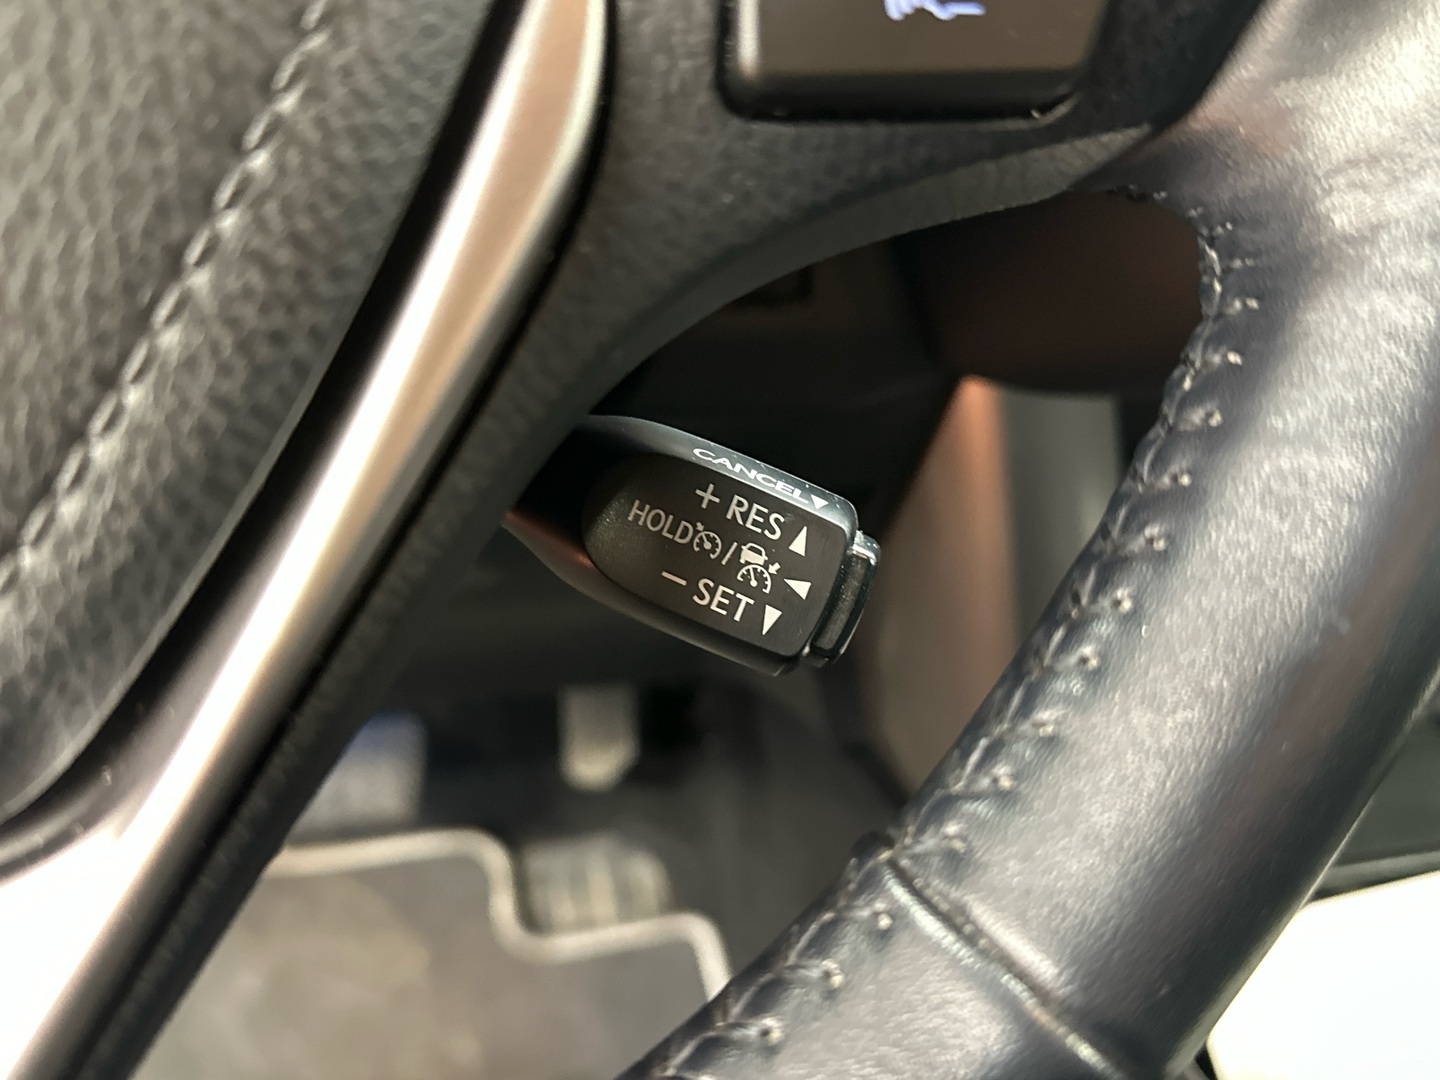 CANCEL▼
+ RES ▲
HOLD / ◀
− SET ▼